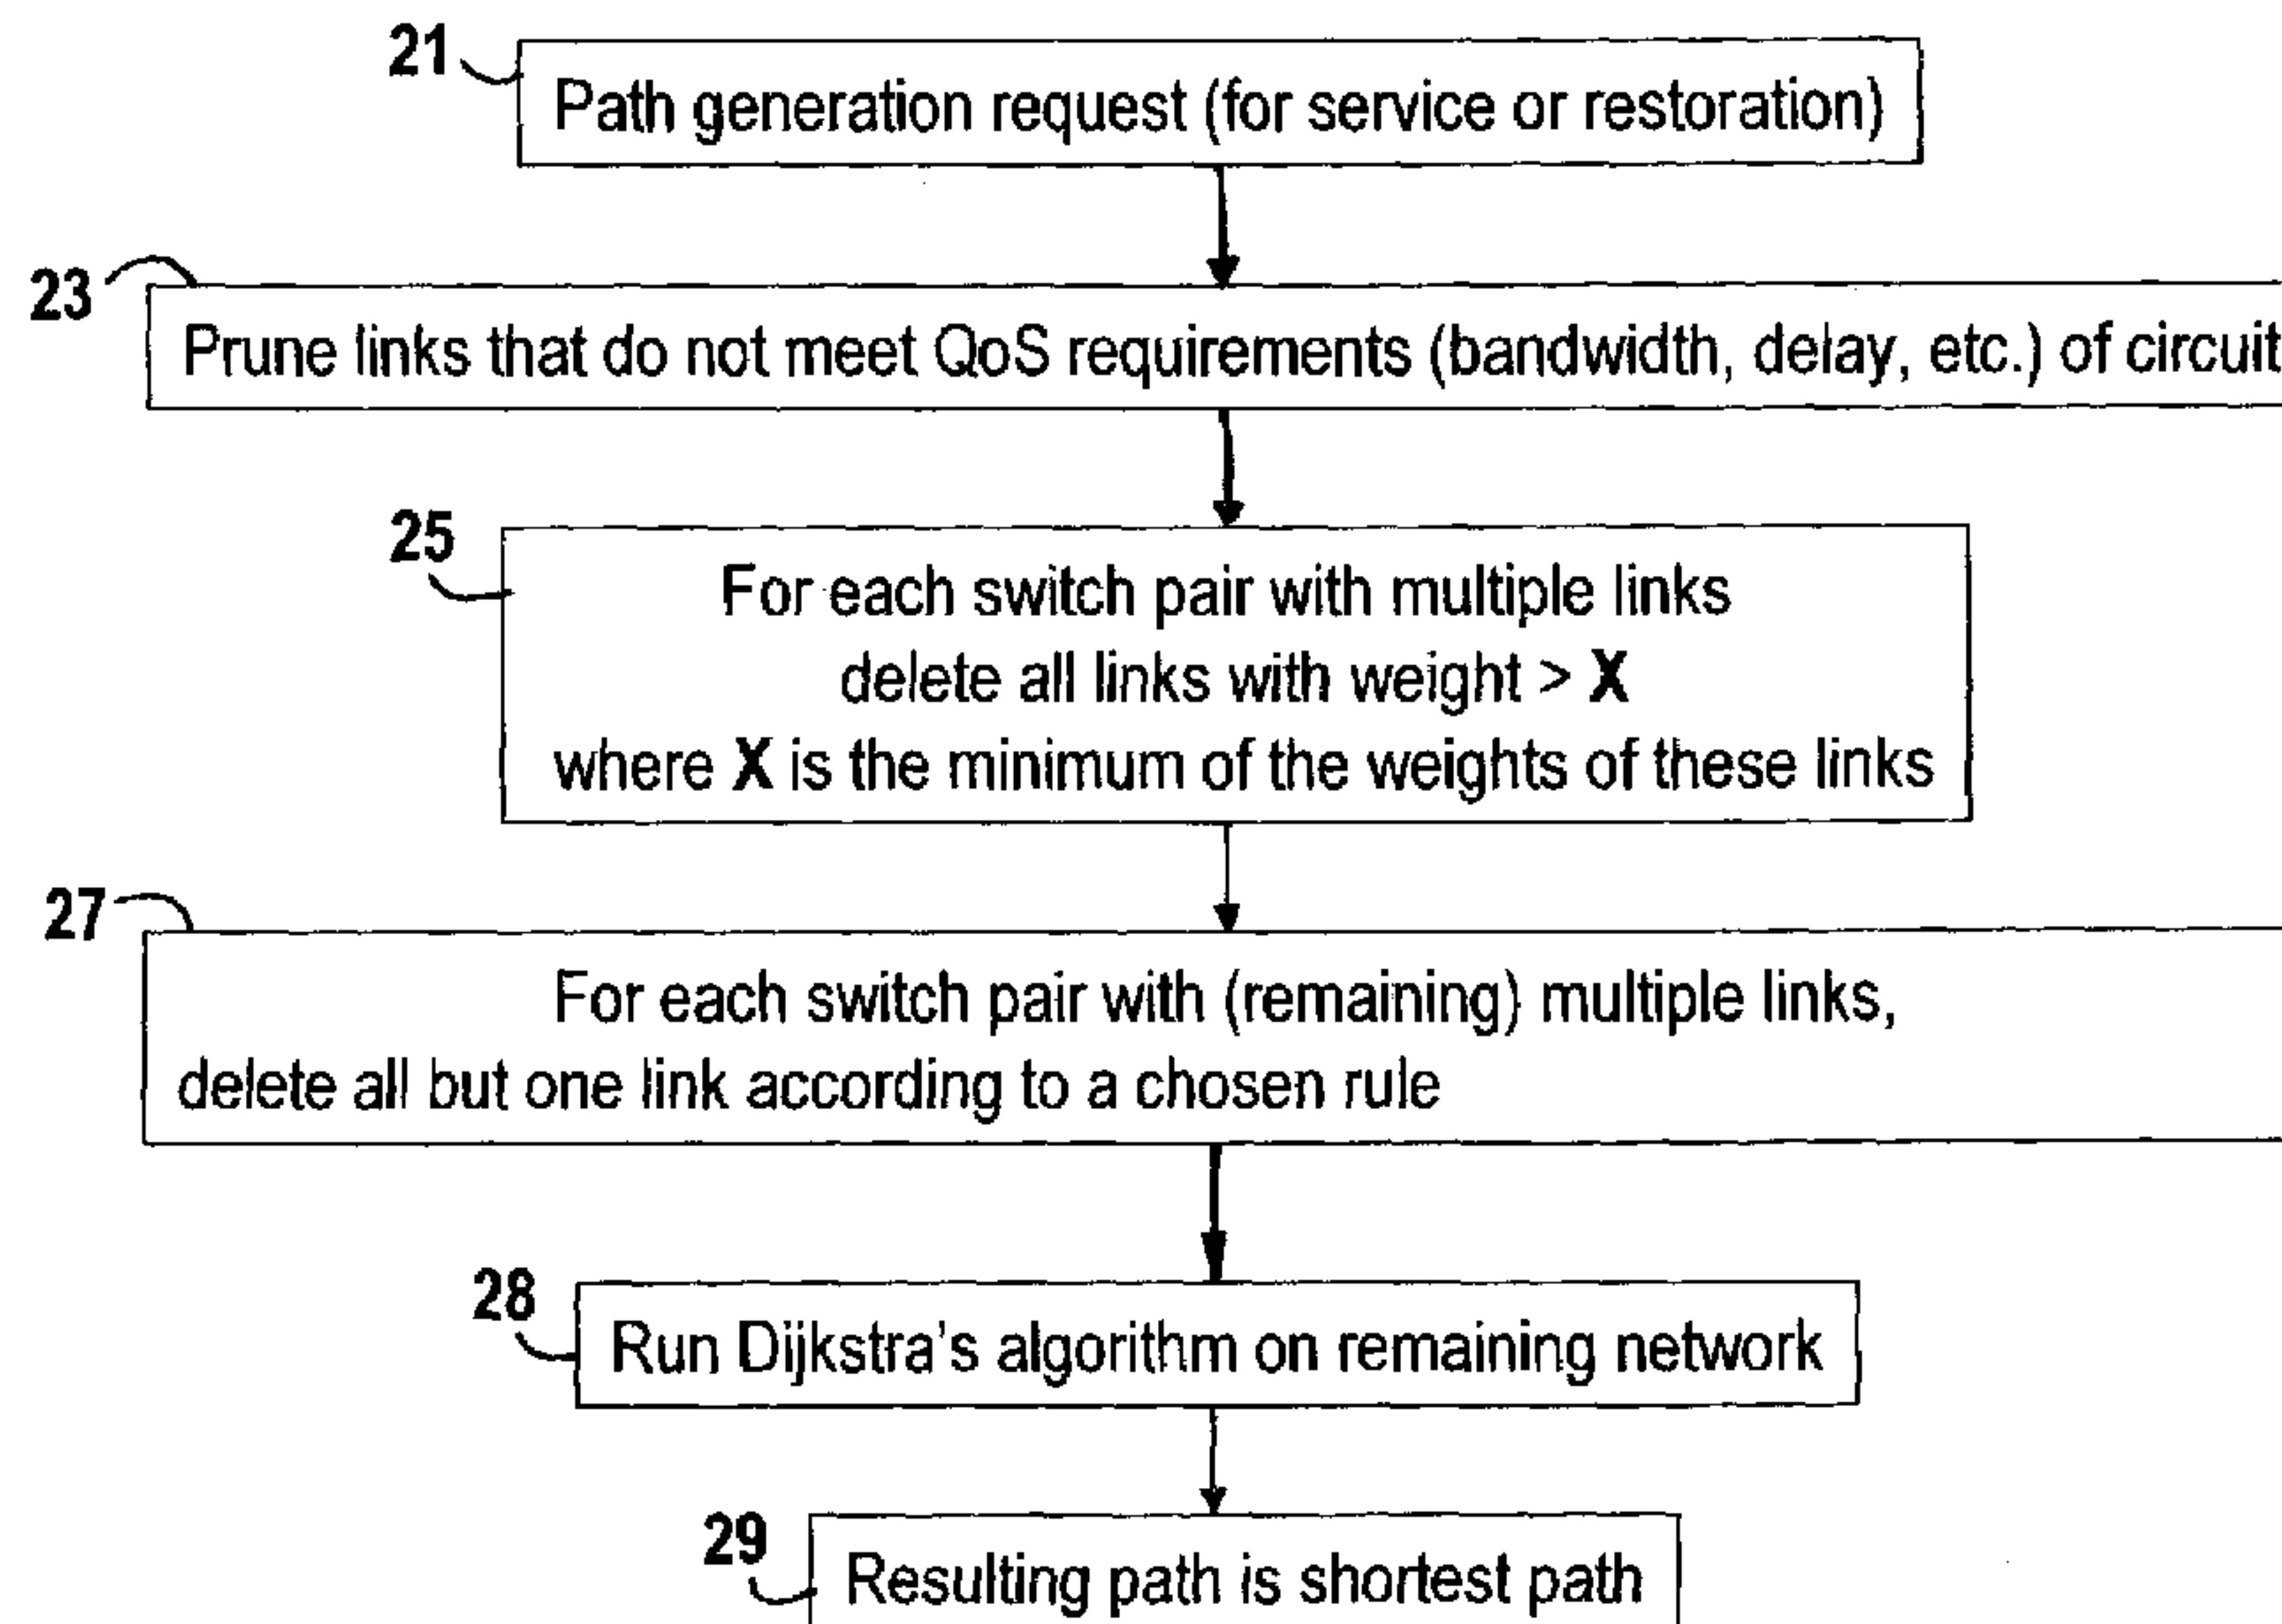 21
Path generation request (for service or restoration)
23
Prune links that do not meet QoS requirements (bandwidth, delay, etc.) of circuit
25
For each switch pair with multiple links
delete all links with weight > X
where X is the minimum of the weights of these links
27
For each switch pair with (remaining) multiple links,
delete all but one link according to a chosen rule
28
Run Dijkstra's algorithm on remaining network
29
Resulting path is shortest path